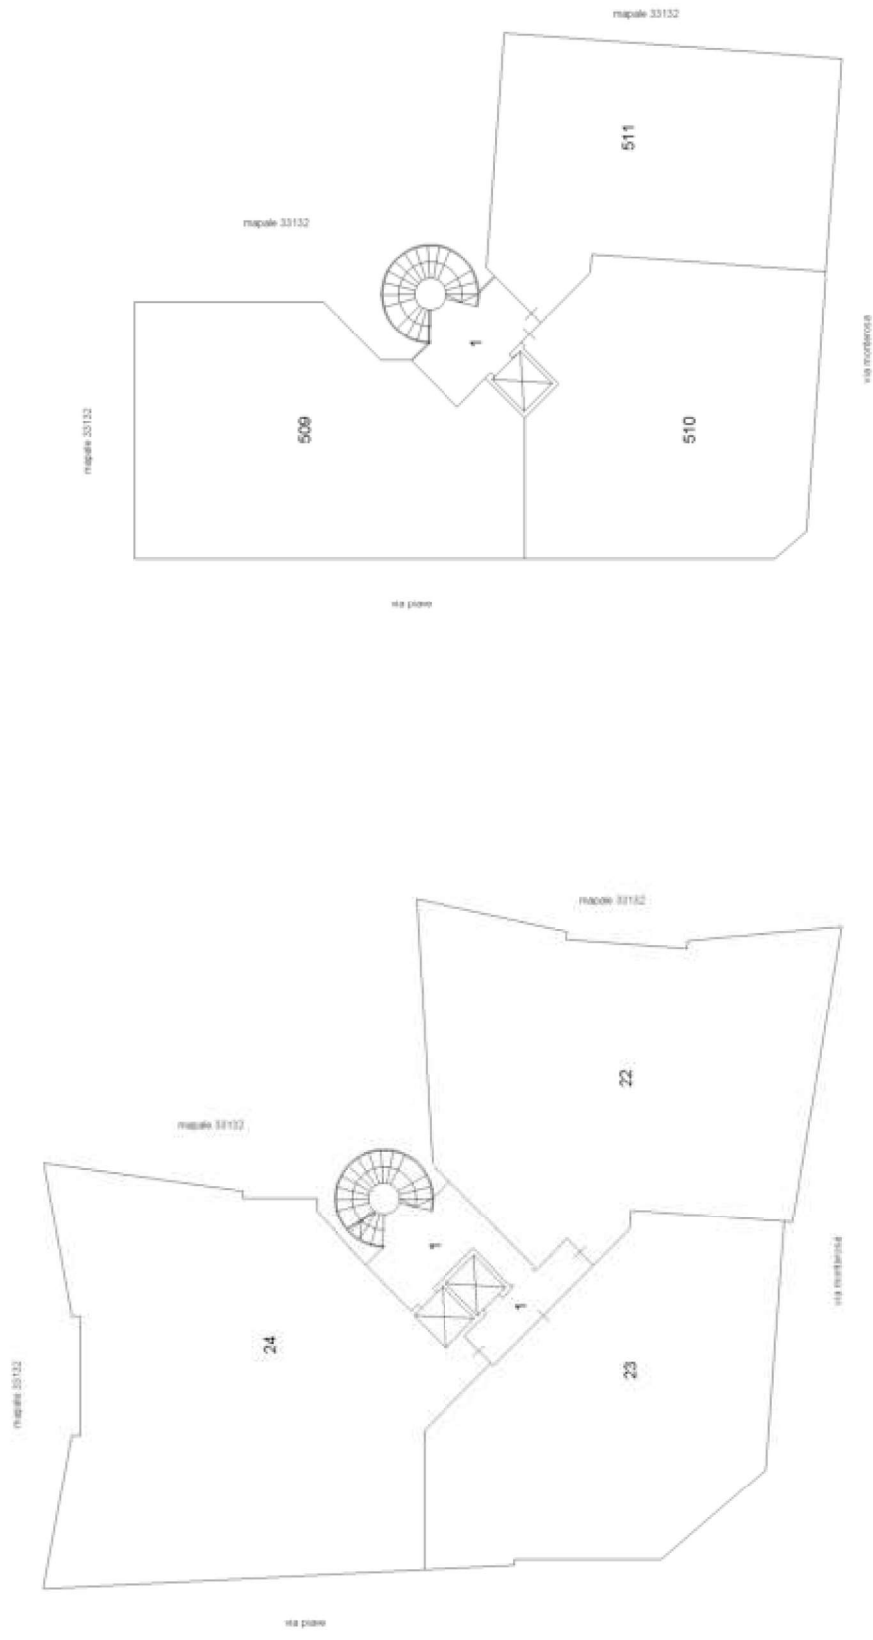 mapale 33132
511
mapale 33132
via monterosa
1
mapale 33132
509
510
via piave
mapale 33132
22
mapale 33132
1
via monterosa
1
24
23
mapale 33132
via piave